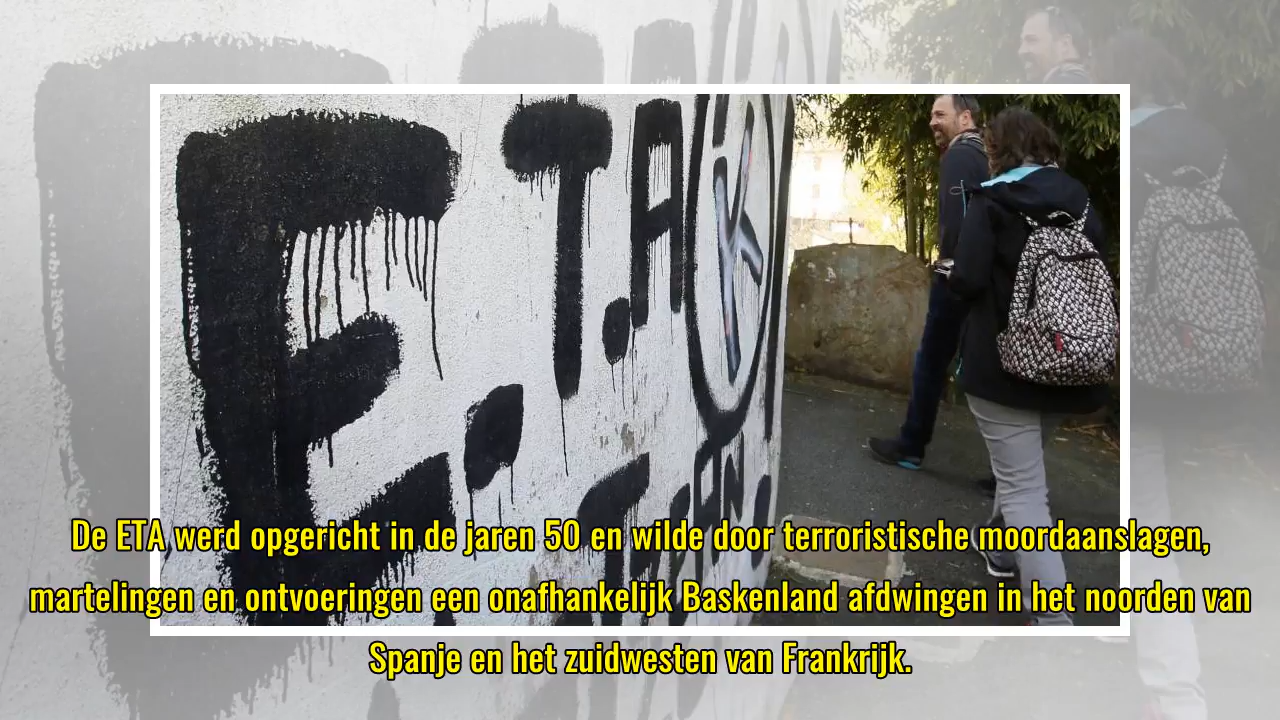 E.T.A
K
De ETA werd opgericht in de jaren 50 en wilde door terroristische moordaanslagen,
martelingen en ontvoeringen een onafhankelijk Baskenland afdwingen in het noorden van
Spanje en het zuidwesten van Frankrijk.